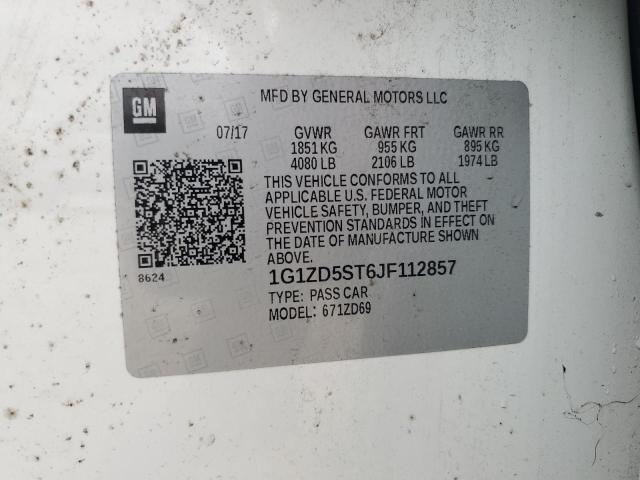 GM
MFD BY GENERAL MOTORS LLC
07/17 GVWR GAWR FRT GAWR RR
1851 KG 955 KG 895 KG
4080 LB 2106 LB 1974 LB
THIS VEHICLE CONFORMS TO ALL
APPLICABLE U.S. FEDERAL MOTOR
VEHICLE SAFETY, BUMPER, AND THEFT
PREVENTION STANDARDS IN EFFECT ON
THE DATE OF MANUFACTURE SHOWN
ABOVE.
8624
1G1ZD5ST6JF112857
TYPE: PASS CAR
MODEL: 671ZD69